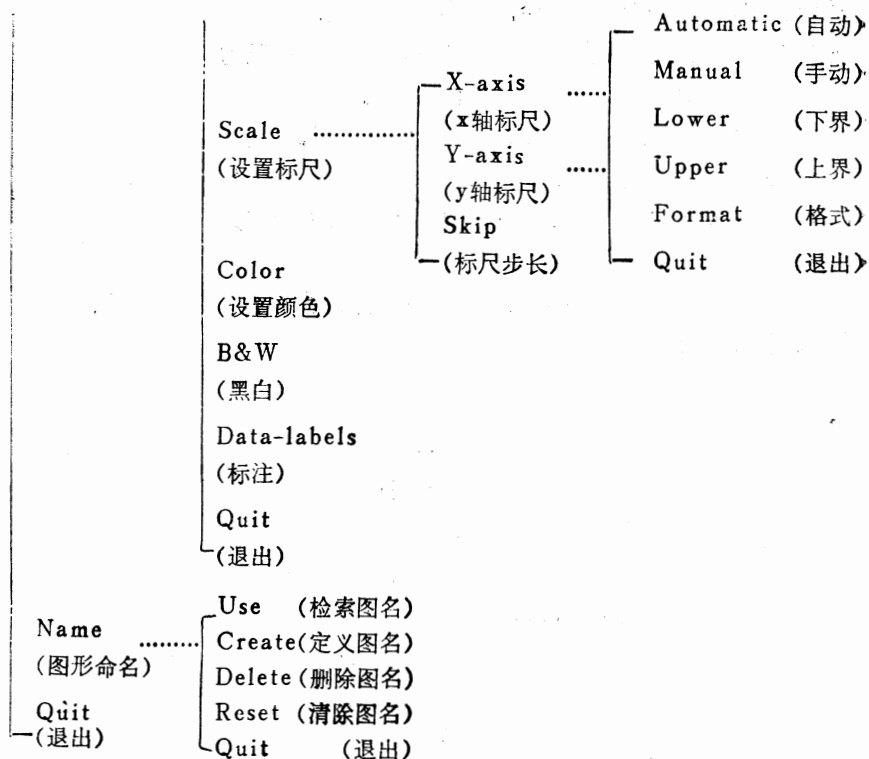 Automatic (自动)
Manual (手动)
Lower (下界)
Upper (上界)
Format (格式)
Quit (退出)
X-axis
(x轴标尺)
Y-axis
(y轴标尺)
Skip
(标尺步长)
Scale
(设置标尺)
Color
(设置颜色)
B&W
(黑白)
Data-labels
(标注)
Quit
(退出)
Use (检索图名)
Create(定义图名)
Delete(删除图名)
Reset (清除图名)
Quit (退出)
Name
(图形命名)
Quit
(退出)